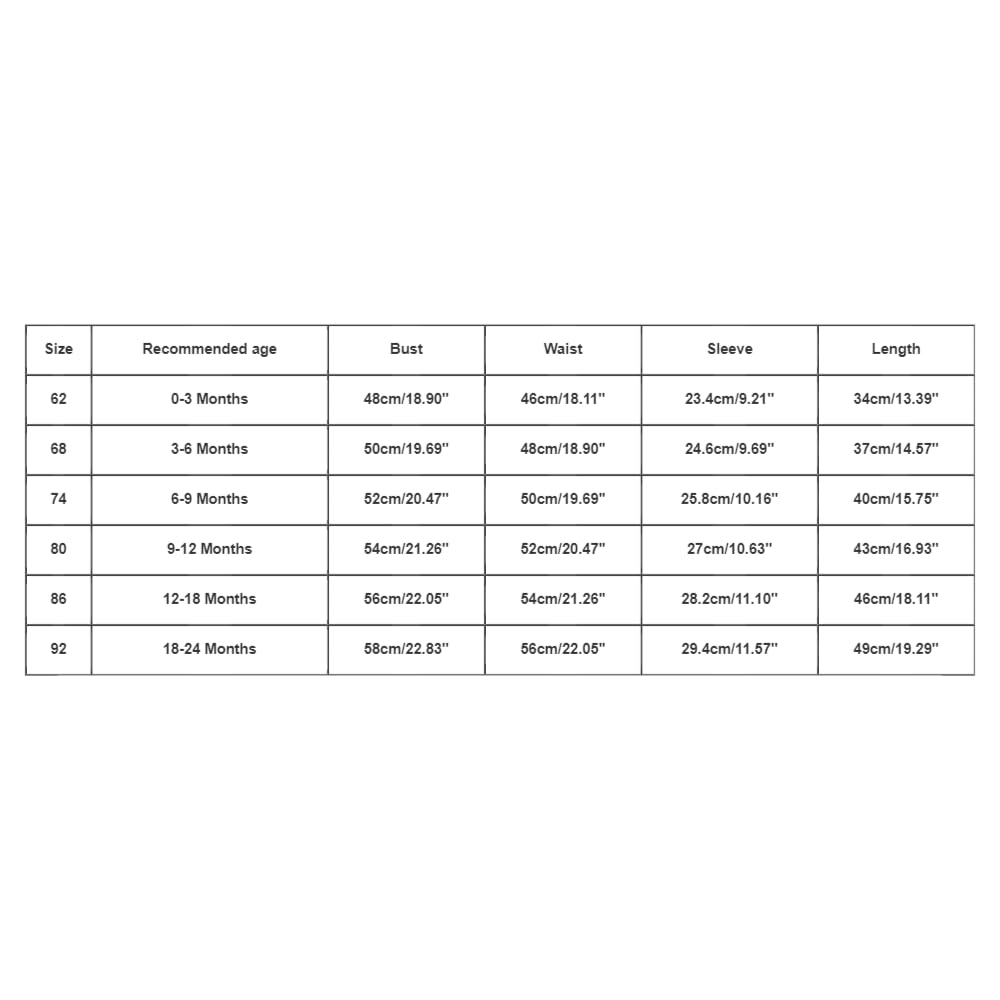 Size Recommended age Bust Waist Sleeve Length
62 0-3 Months 48cm/18.90" 46cm/18.11" 23.4cm/9.21" 34cm/13.39"
68 3-6 Months 50cm/19.69" 48cm/18.90" 24.6cm/9.69" 37cm/14.57"
74 6-9 Months 52cm/20.47" 50cm/19.69" 25.8cm/10.16" 40cm/15.75"
80 9-12 Months 54cm/21.26" 52cm/20.47" 27cm/10.63" 43cm/16.93"
86 12-18 Months 56cm/22.05" 54cm/21.26" 28.2cm/11.10" 46cm/18.11"
92 18-24 Months 58cm/22.83" 56cm/22.05" 29.4cm/11.57" 49cm/19.29"